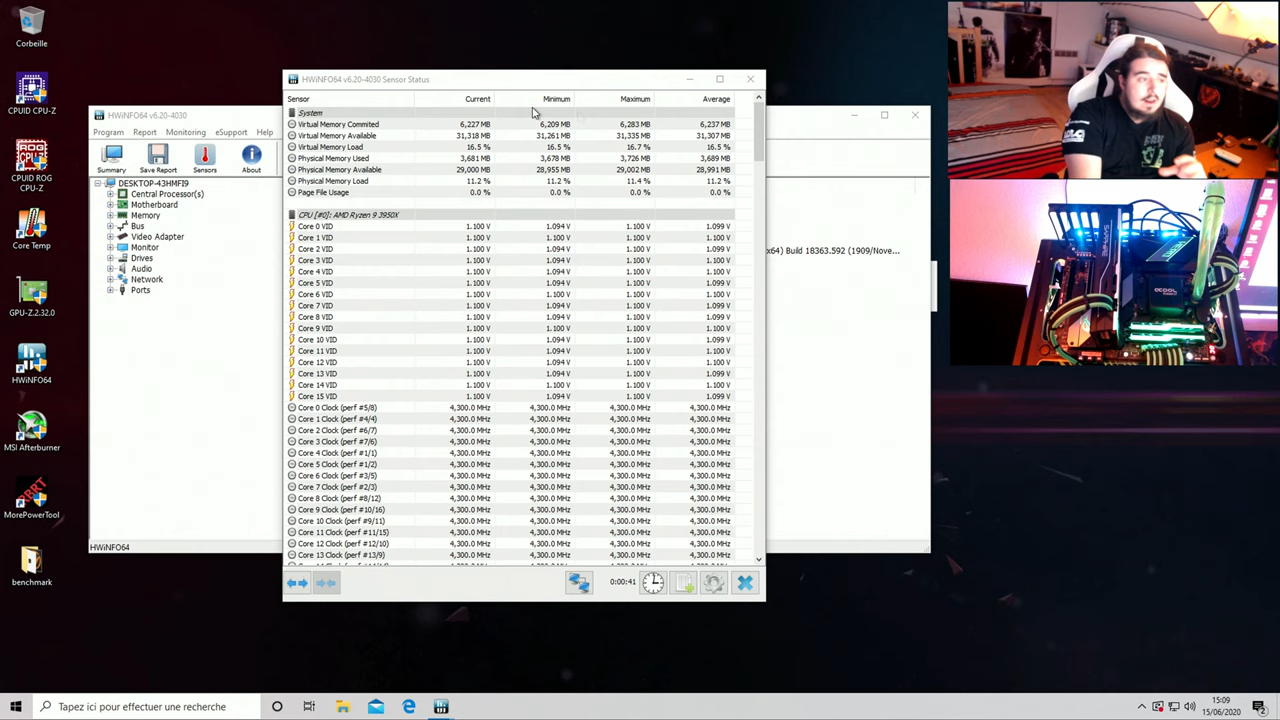 Corbeille
CPUID CPU-Z
CPUID ROG
CPU-Z
Core Temp
GPU-Z.2.32.0
HWiNFO64
MSI Afterburner
MorePowerTool
benchmark
HWiNFO64 v6.20-4030
Program Report Monitoring eSupport Help
Summary Save Report Sensors About
DESKTOP-43HMFI9
Central Processor(s)
Motherboard
Memory
Bus
Video Adapter
Monitor
Drives
Audio
Network
Ports
x64) Build 18363.592 (1909/Nove...
HWiNFO64
HWiNFO64 v6.20-4030 Sensor Status
Sensor Current Minimum Maximum Average
System
Virtual Memory Commited 6,227 MB 6,209 MB 6,283 MB 6,237 MB
Virtual Memory Available 31,318 MB 31,261 MB 31,335 MB 31,307 MB
Virtual Memory Load 16.5 % 16.5 % 16.7 % 16.5 %
Physical Memory Used 3,681 MB 3,678 MB 3,726 MB 3,689 MB
Physical Memory Available 29,000 MB 28,955 MB 29,002 MB 28,991 MB
Physical Memory Load 11.2 % 11.2 % 11.4 % 11.2 %
Page File Usage 0.0 % 0.0 % 0.0 % 0.0 %
CPU [#0]: AMD Ryzen 9 3950X
Core 0 VID 1.100 V 1.094 V 1.100 V 1.099 V
Core 1 VID 1.100 V 1.094 V 1.100 V 1.099 V
Core 2 VID 1.100 V 1.094 V 1.100 V 1.099 V
Core 3 VID 1.100 V 1.094 V 1.100 V 1.099 V
Core 4 VID 1.100 V 1.094 V 1.100 V 1.099 V
Core 5 VID 1.100 V 1.094 V 1.100 V 1.099 V
Core 6 VID 1.100 V 1.094 V 1.100 V 1.099 V
Core 7 VID 1.100 V 1.094 V 1.100 V 1.099 V
Core 8 VID 1.100 V 1.094 V 1.100 V 1.099 V
Core 9 VID 1.100 V 1.094 V 1.100 V 1.099 V
Core 10 VID 1.100 V 1.094 V 1.100 V 1.099 V
Core 11 VID 1.100 V 1.094 V 1.100 V 1.099 V
Core 12 VID 1.100 V 1.094 V 1.100 V 1.099 V
Core 13 VID 1.100 V 1.094 V 1.100 V 1.099 V
Core 14 VID 1.100 V 1.100 V 1.100 V 1.100 V
Core 15 VID 1.100 V 1.094 V 1.100 V 1.099 V
Core 0 Clock (perf #5/8) 4,300.0 MHz 4,300.0 MHz 4,300.0 MHz 4,300.0 MHz
Core 1 Clock (perf #4/4) 4,300.0 MHz 4,300.0 MHz 4,300.0 MHz 4,300.0 MHz
Core 2 Clock (perf #6/7) 4,300.0 MHz 4,300.0 MHz 4,300.0 MHz 4,300.0 MHz
Core 3 Clock (perf #7/6) 4,300.0 MHz 4,300.0 MHz 4,300.0 MHz 4,300.0 MHz
Core 4 Clock (perf #1/1) 4,300.0 MHz 4,300.0 MHz 4,300.0 MHz 4,300.0 MHz
Core 5 Clock (perf #1/2) 4,300.0 MHz 4,300.0 MHz 4,300.0 MHz 4,300.0 MHz
Core 6 Clock (perf #3/5) 4,300.0 MHz 4,300.0 MHz 4,300.0 MHz 4,300.0 MHz
Core 7 Clock (perf #2/3) 4,300.0 MHz 4,300.0 MHz 4,300.0 MHz 4,300.0 MHz
Core 8 Clock (perf #8/12) 4,300.0 MHz 4,300.0 MHz 4,300.0 MHz 4,300.0 MHz
Core 9 Clock (perf #10/16) 4,300.0 MHz 4,300.0 MHz 4,300.0 MHz 4,300.0 MHz
Core 10 Clock (perf #9/11) 4,300.0 MHz 4,300.0 MHz 4,300.0 MHz 4,300.0 MHz
Core 11 Clock (perf #11/15) 4,300.0 MHz 4,300.0 MHz 4,300.0 MHz 4,300.0 MHz
Core 12 Clock (perf #12/10) 4,300.0 MHz 4,300.0 MHz 4,300.0 MHz 4,300.0 MHz
Core 13 Clock (perf #13/9) 4,300.0 MHz 4,300.0 MHz 4,300.0 MHz 4,300.0 MHz
0:00:41
Tapez ici pour effectuer une recherche
15:09
15/06/2020
2